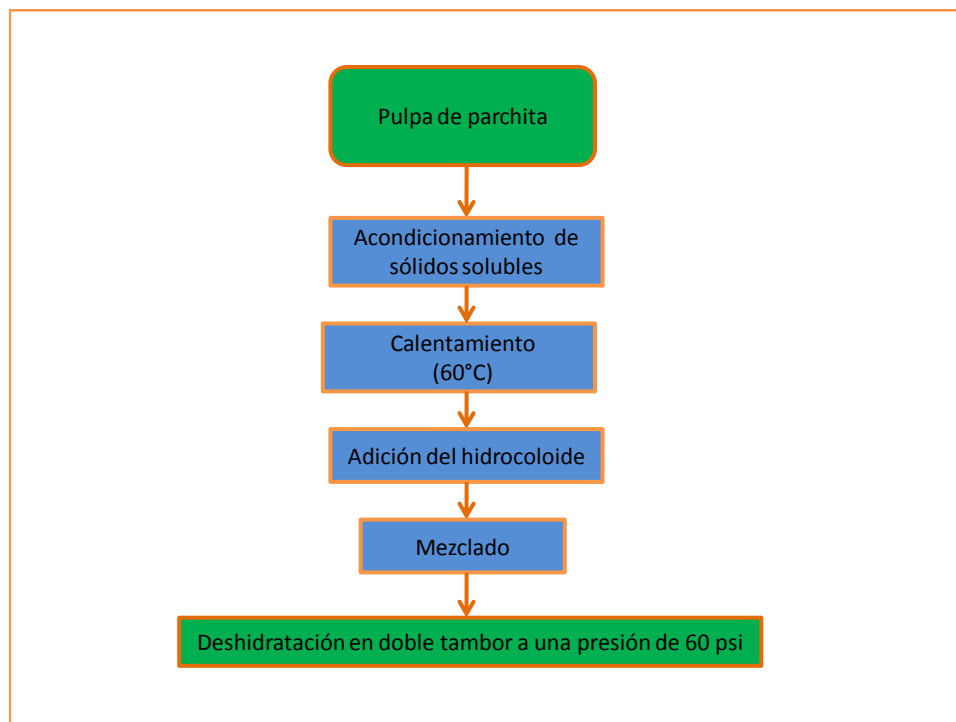 Pulpa de parchita
Acondicionamiento de
sólidos solubles
Calentamiento
(60°C)
Adición del hidrocoloide
Mezclado
Deshidratación en doble tambor a una presión de 60 psi